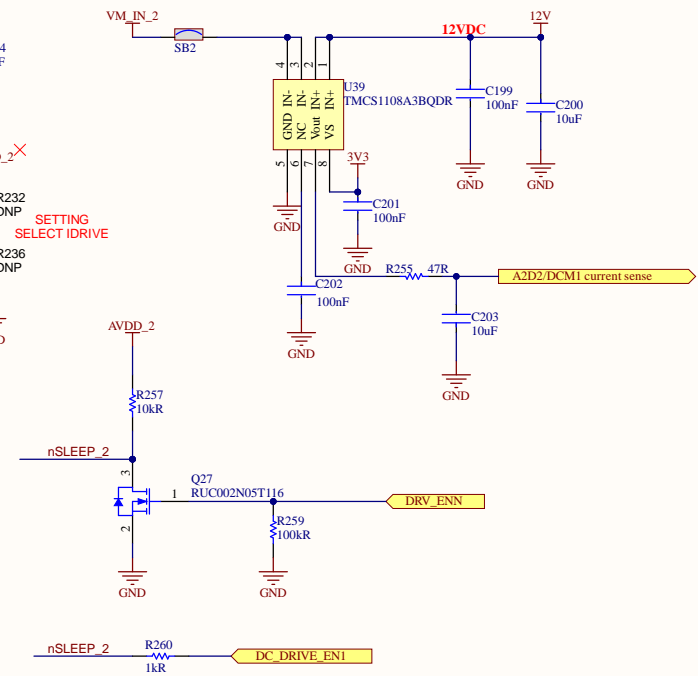 VM_IN_2
12V
12VDC
SB2
4
F
4
3
2
1
U39
TMCS1108A3BQDR
GND IN-
NC IN-
Vout IN+
VS IN+
C199
100nF
C200
10uF
5
6
7
8
3V3
GND
GND
_2
R232
DNP
SETTING
SELECT IDRIVE
C201
100nF
GND
R236
DNP
GND
R255 47R
A2D2/DCM1 current sense
C202
100nF
C203
10uF
AVDD_2
D
GND
GND
R257
10kR
nSLEEP_2
3
Q27
RUC002N05T116
1
DRV_ENN
2
R259
100kR
GND
GND
nSLEEP_2
R260
1kR
DC_DRIVE_EN1